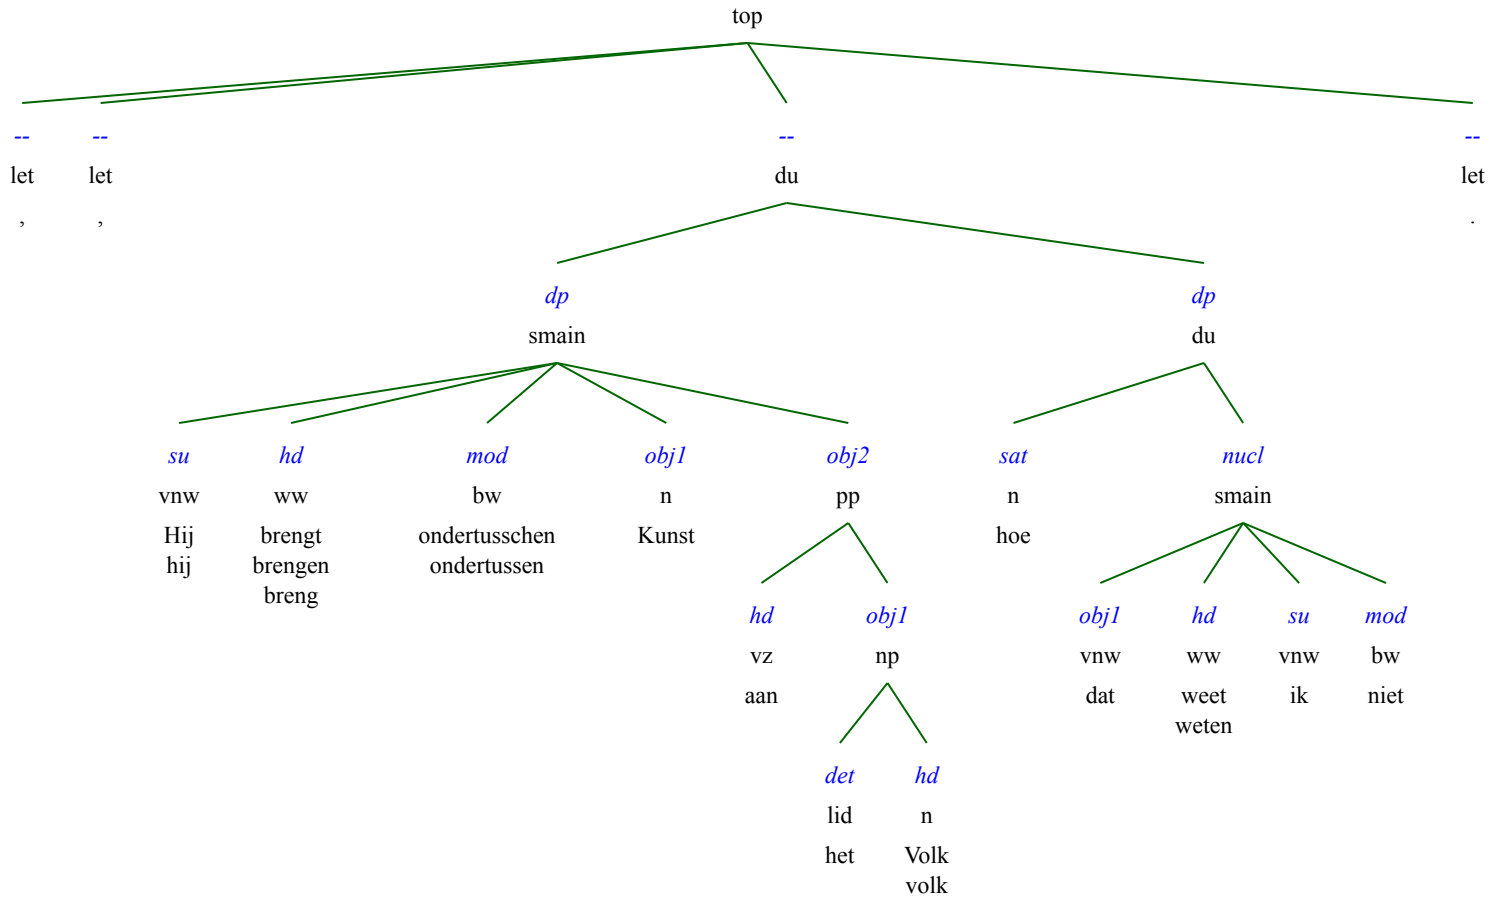 top
-- -- -- --
let let du let
, , .
dp dp
smain du
su hd mod obj1 obj2 sat nucl
vnw ww bw n pp n smain
Hij brengt ondertusschen Kunst hoe
hij brengen ondertussen
breng
hd obj1 obj1 hd su mod
vz np vnw ww vnw bw
aan dat weet ik niet
weten
det hd
lid n
het Volk
volk